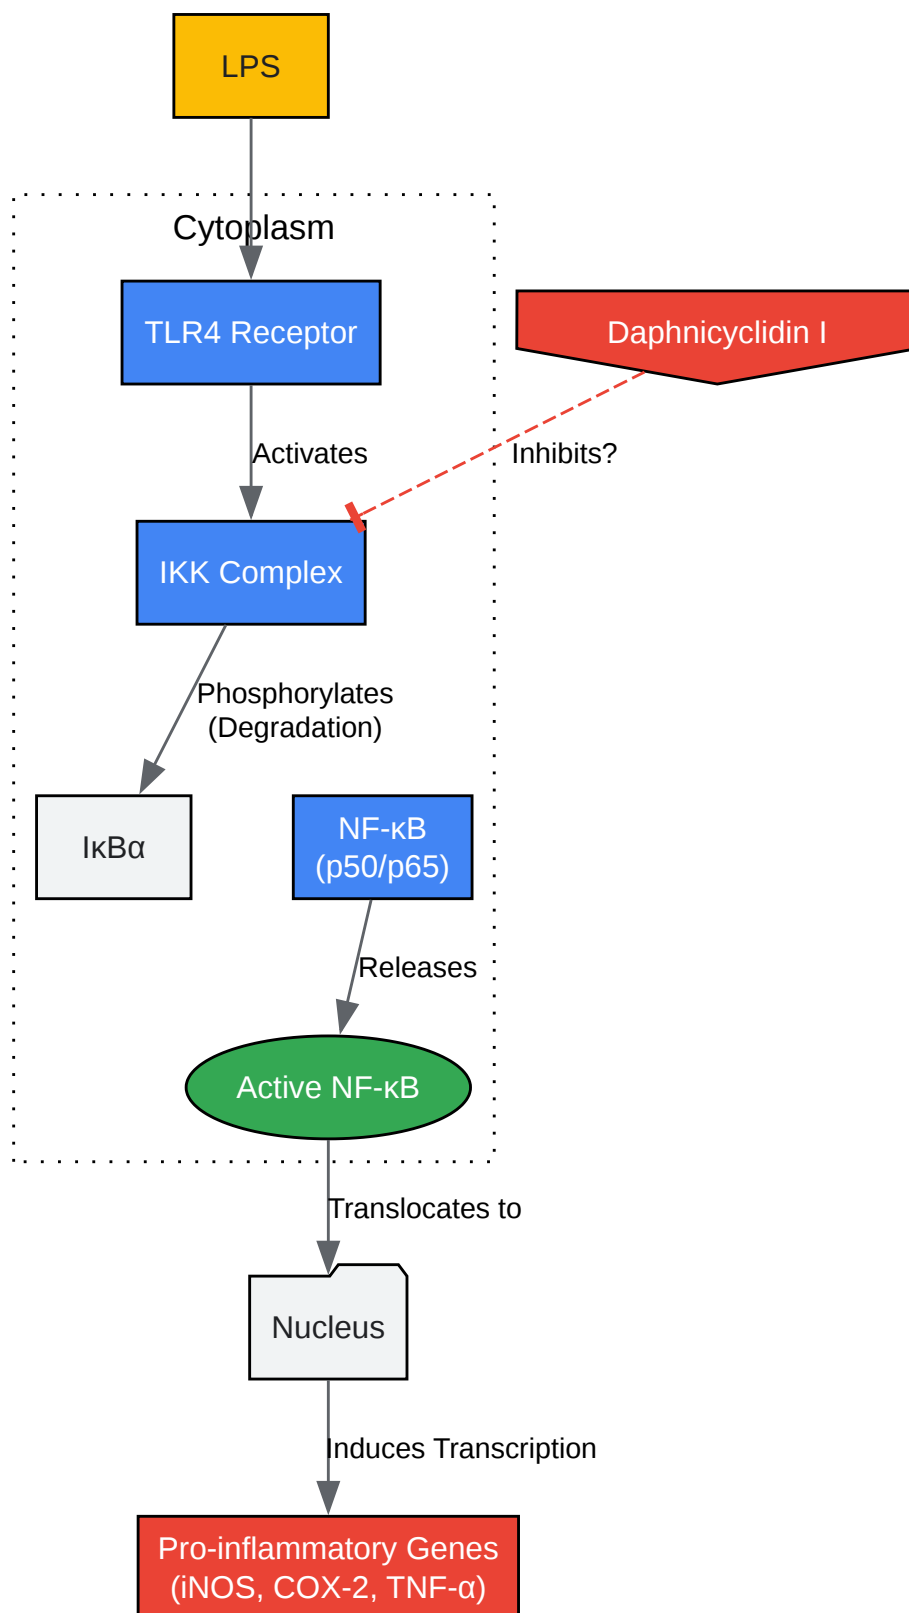 LPS
Cytoplasm
TLR4 Receptor
Daphnicyclidin I
Activates
Inhibits?
IKK Complex
Phosphorylates
(Degradation)
IκBα
NF-κB
(p50/p65)
Releases
Active NF-κB
Translocates to
Nucleus
Induces Transcription
Pro-inflammatory Genes
(iNOS, COX-2, TNF-α)